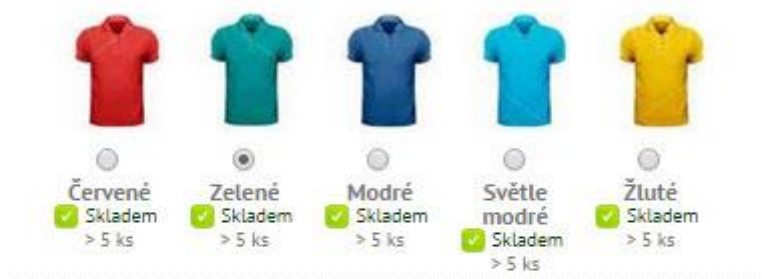 Červené
Skladem
> 5 ks
Zelené
Skladem
> 5 ks
Modré
Skladem
> 5 ks
Světle
modré
Skladem
> 5 ks
Žluté
Skladem
> 5 ks